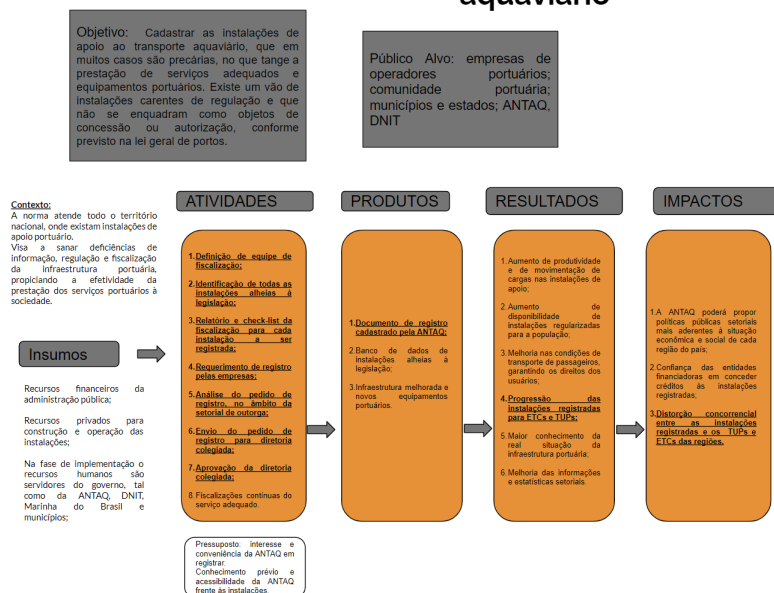 aquaviário
Objetivo: Cadastrar as instalações de
apoio ao transporte aquaviário, que em
muitos casos são precárias, no que tange a
prestação de serviços adequados e
equipamentos portuários. Existe um vão de
instalações carentes de regulação e que
não se enquadram como objetos de
concessão ou autorização, conforme
previsto na lei geral de portos.
Público Alvo: empresas de
operadores portuários;
comunidade portuária;
municípios e estados; ANTAQ,
DNIT
Contexto:
A norma atende todo o território
nacional, onde existam instalações de
apoio portuário.
Visa a sanar deficiências de
informação, regulação e fiscalização
da infraestrutura portuária,
propiciando a efetividade da
prestação dos serviços portuários à
sociedade.
Insumos
Recursos financeiros da
administração pública;
Recursos privados para
construção e operação das
instalações;
Na fase de implementação o
recursos humanos são
servidores do governo, tal
como da ANTAQ, DNIT,
Marinha do Brasil e
municípios;
ATIVIDADES
1.Definição de equipe de
fiscalização;
2.Identificação de todas as
instalações alheias à
legislação;
3.Relatório e check-list da
fiscalização para cada
instalação a ser
registrada;
4.Requerimento de registro
pelas empresas;
5.Análise do pedido de
registro, no âmbito da
setorial de outorga;
6.Envio do pedido de
registro para diretoria
colegiada;
7.Aprovação da diretoria
colegiada;
8. Fiscalizações contínuas do
serviço adequado.
Pressuposto: interesse e
conveniência da ANTAQ em
registrar.
Conhecimento prévio e
acessibilidade da ANTAQ
frente às instalações.
PRODUTOS
1.Documento de registro
cadastrado pela ANTAQ;
2.Banco de dados de
instalações alheias à
legislação;
3.Infraestrutura melhorada e
novos equipamentos
portuários.
RESULTADOS
1.Aumento de produtividade
e de movimentação de
cargas nas instalações de
apoio;
2.Aumento de
disponibilidade de
instalações regularizadas
para a população;
3.Melhoria nas condições de
transporte de passageiros,
garantindo os direitos dos
usuários;
4.Progressão das
instalações registradas
para ETCs e TUPs;
5.Maior conhecimento da
real situação da
infraestrutura portuária;
6.Melhoria das informações
e estatísticas setoriais.
IMPACTOS
1.A ANTAQ poderá propor
políticas públicas setoriais
mais aderentes à situação
econômica e social de cada
região do país;
2.Confiança das entidades
financiadoras em conceder
créditos às instalações
registradas;
3.Distorção concorrencial
entre as instalações
registradas e os TUPs e
ETCs das regiões.